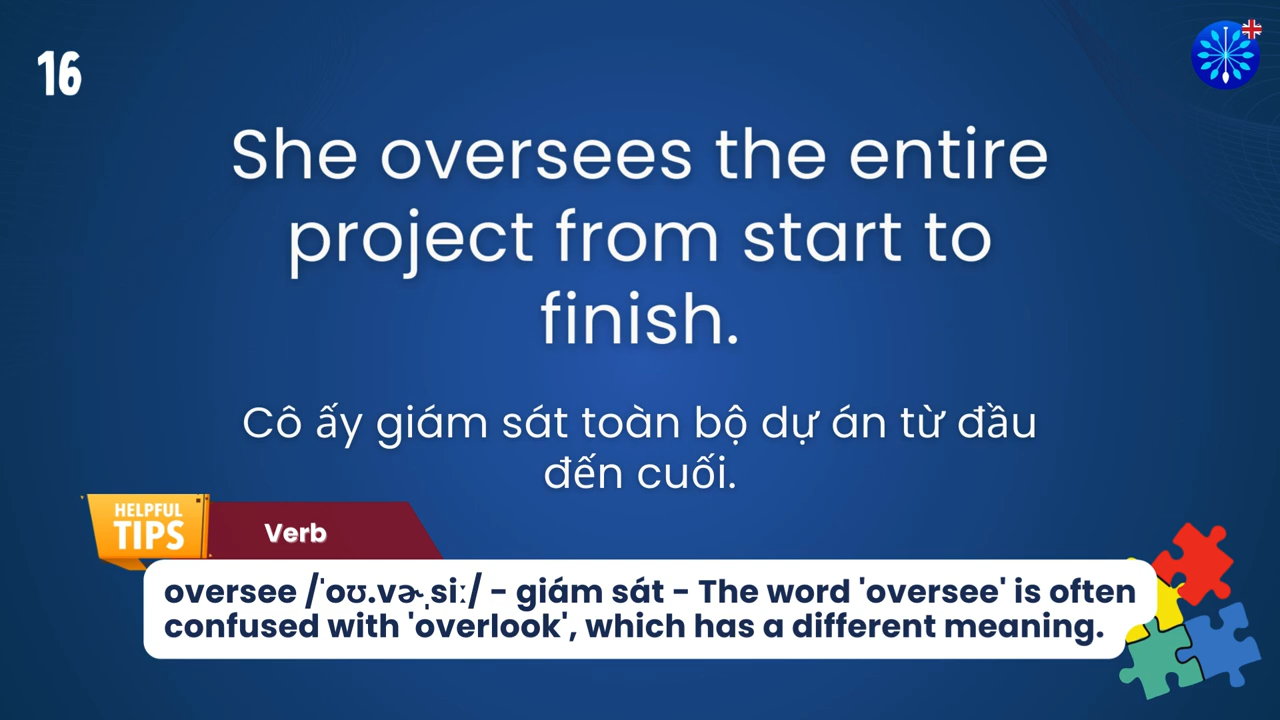 16
She oversees the entire
project from start to
finish.
Cô ấy giám sát toàn bộ dự án từ đầu
đến cuối.
HELPFUL
TIPS
Verb
oversee /ˈoʊ.vɚˌsiː/ - giám sát - The word 'oversee' is often
confused with 'overlook', which has a different meaning.